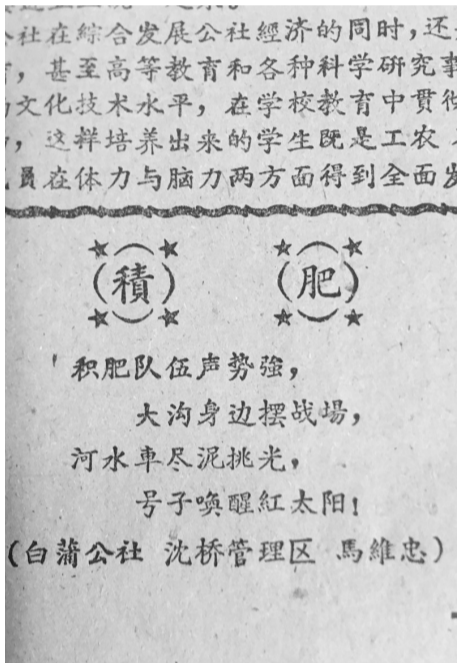 公社在綜合发展公社經济的同时，还
，甚至高等教育和各种科学研究事
文化技术水平，在学校教育中貫彻
，这样培养出来的学生既是工农
員在体力与脑力两方面得到全面发
（積） （肥）
积肥队伍声势強，
大沟身边摆战場，
河水車尽泥挑光，
号子喚醒紅太阳！
（白蒲公社 沈桥管理区 馬維忠）